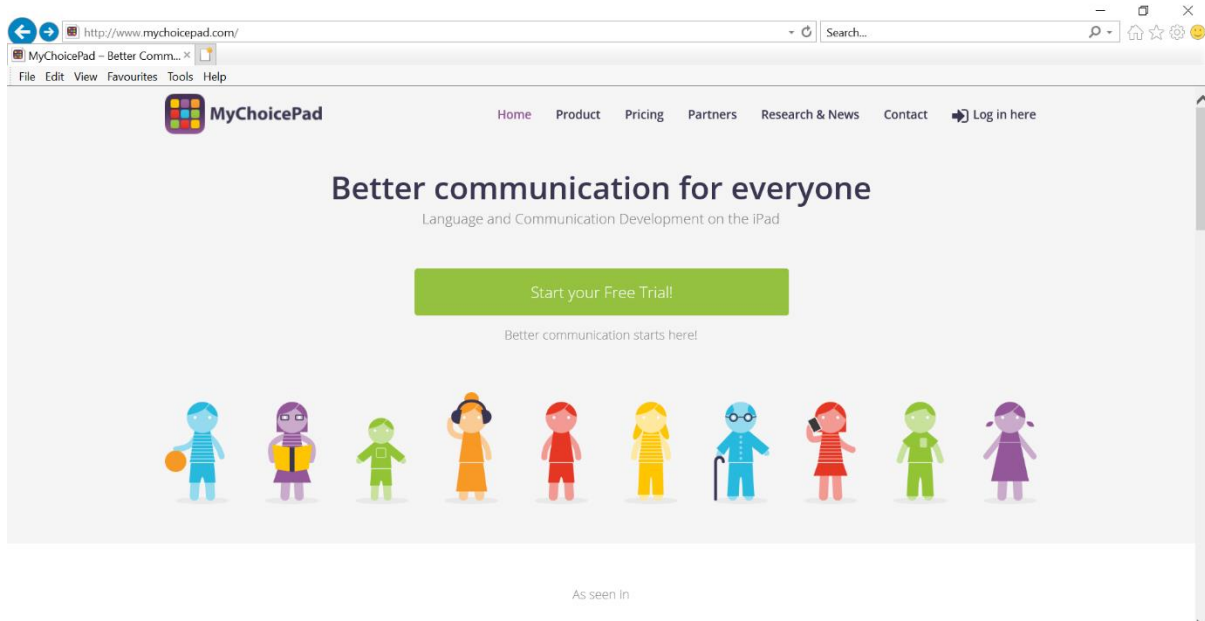 http://www.mychoicepad.com/
Search...
MyChoicePad – Better Comm...
File Edit View Favourites Tools Help
MyChoicePad
Home Product Pricing Partners Research & News Contact Log in here
Better communication for everyone
Language and Communication Development on the iPad
Start your Free Trial!
Better communication starts here!
As seen in